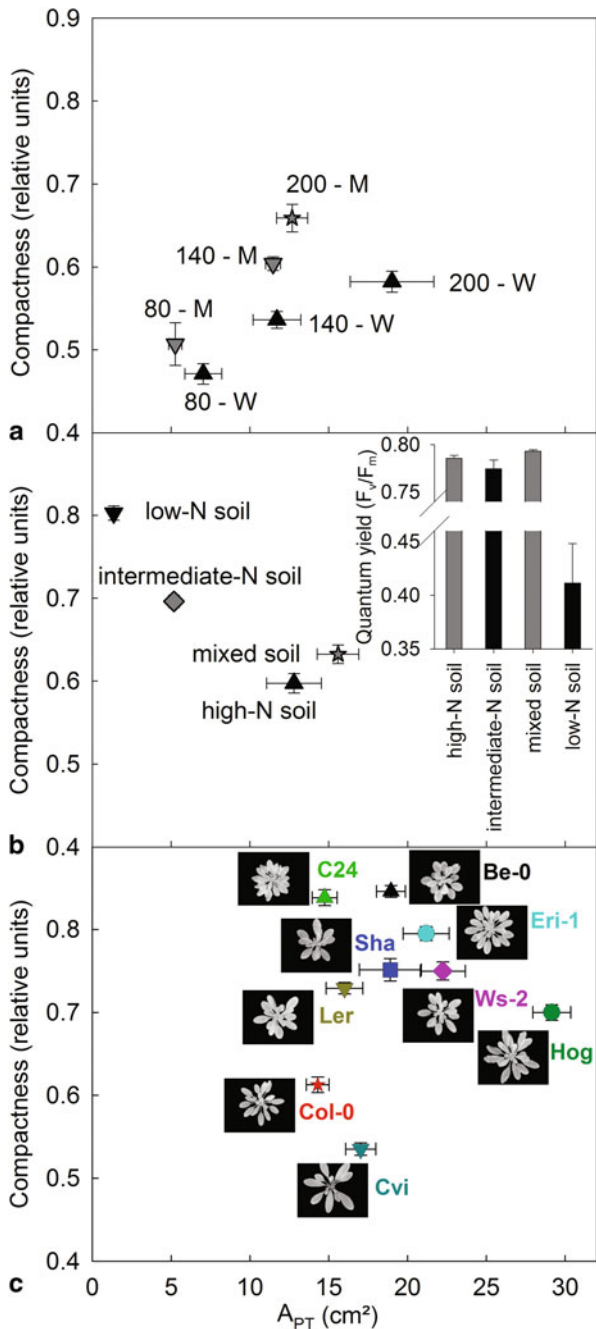 0.9
0.8
0.7
0.6
0.5
0.4
Compactness (relative units)
200 - M
140 - M
200 - W
80 - M
140 - W
80 - W
a
0.8
0.7
0.6
0.5
0.4
Compactness (relative units)
low-N soil
intermediate-N soil
mixed soil
high-N soil
Quantum yield (Fv/Fm)
0.80
0.75
0.45
0.40
0.35
high-N soil
intermediate-N soil
mixed soil
low-N soil
b
0.8
0.7
0.6
0.5
0.4
Compactness (relative units)
C24
Be-0
Eri-1
Sha
Ws-2
Ler
Hog
Col-0
Cvi
c
0
5
10
15
20
25
30
APT (cm²)